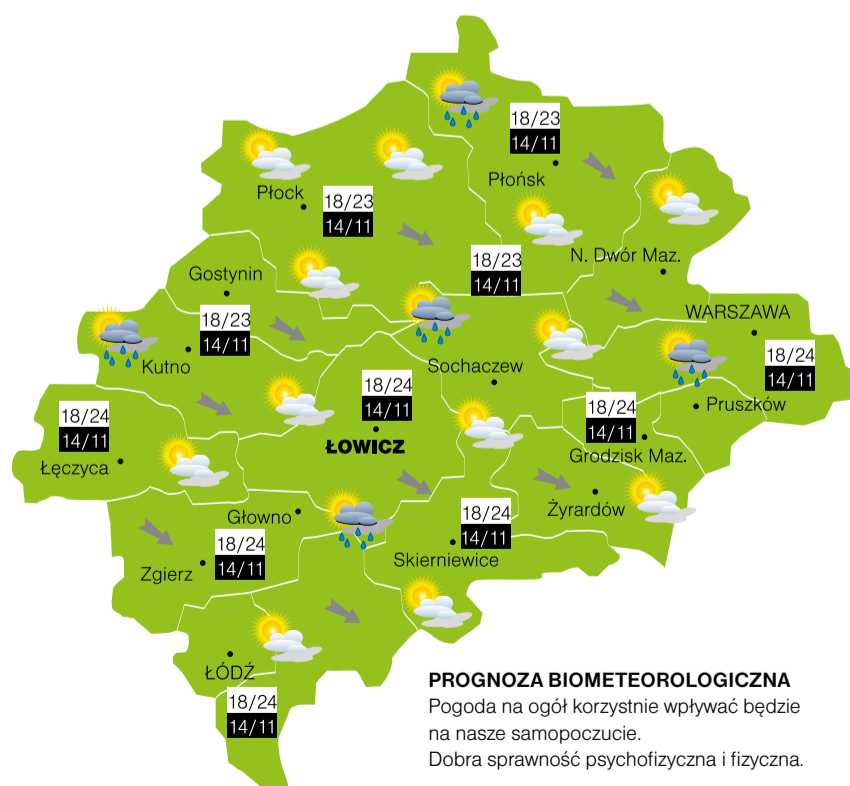 18/23
14/11
Płońsk
Płock
18/23
14/11
N. Dwór Maz.
18/23
14/11
Gostynin
WARSZAWA
18/23
14/11
Kutno
Sochaczew
18/24
14/11
18/24
14/11
Pruszków
18/24
14/11
ŁOWICZ
18/24
14/11
Grodzisk Maz.
Łęczyca
Żyrardów
Głowno
18/24
14/11
Skierniewice
18/24
14/11
Zgierz
ŁÓDŹ
18/24
14/11
PROGNOZA BIOMETEOROLOGICZNA
Pogoda na ogół korzystnie wpływać będzie
na nasze samopoczucie.
Dobra sprawność psychofizyczna i fizyczna.